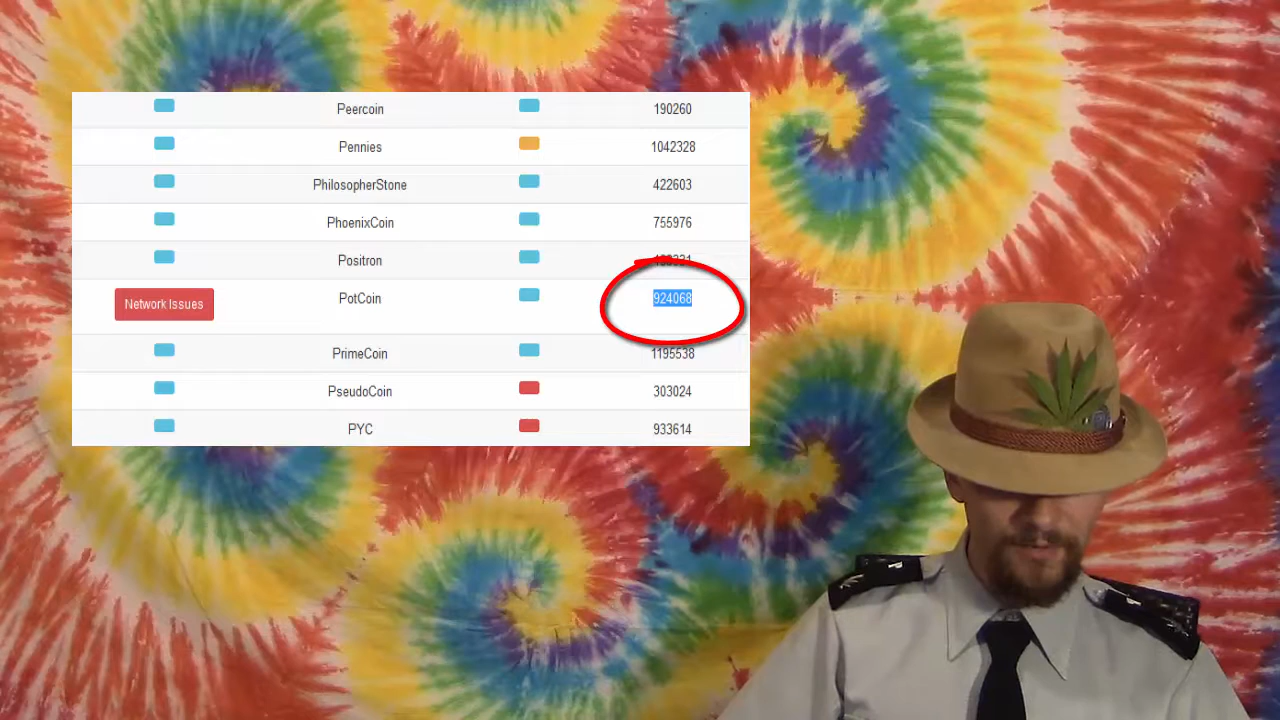 Peercoin 190260
Pennies 1042328
PhilosopherStone 422603
PhoenixCoin 755976
Positron
Network Issues PotCoin 924068
PrimeCoin 1195538
PseudoCoin 303024
PYC 933614